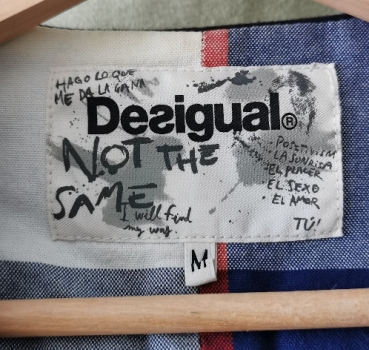 HAGO LO QUE
ME DA LA GANA
Desigual®
NOT THE
SAME
I will find
my way.
POSITIVISM
LA SONRISA
EL PLACER
EL SEXO
EL AMOR
TÚ!
M